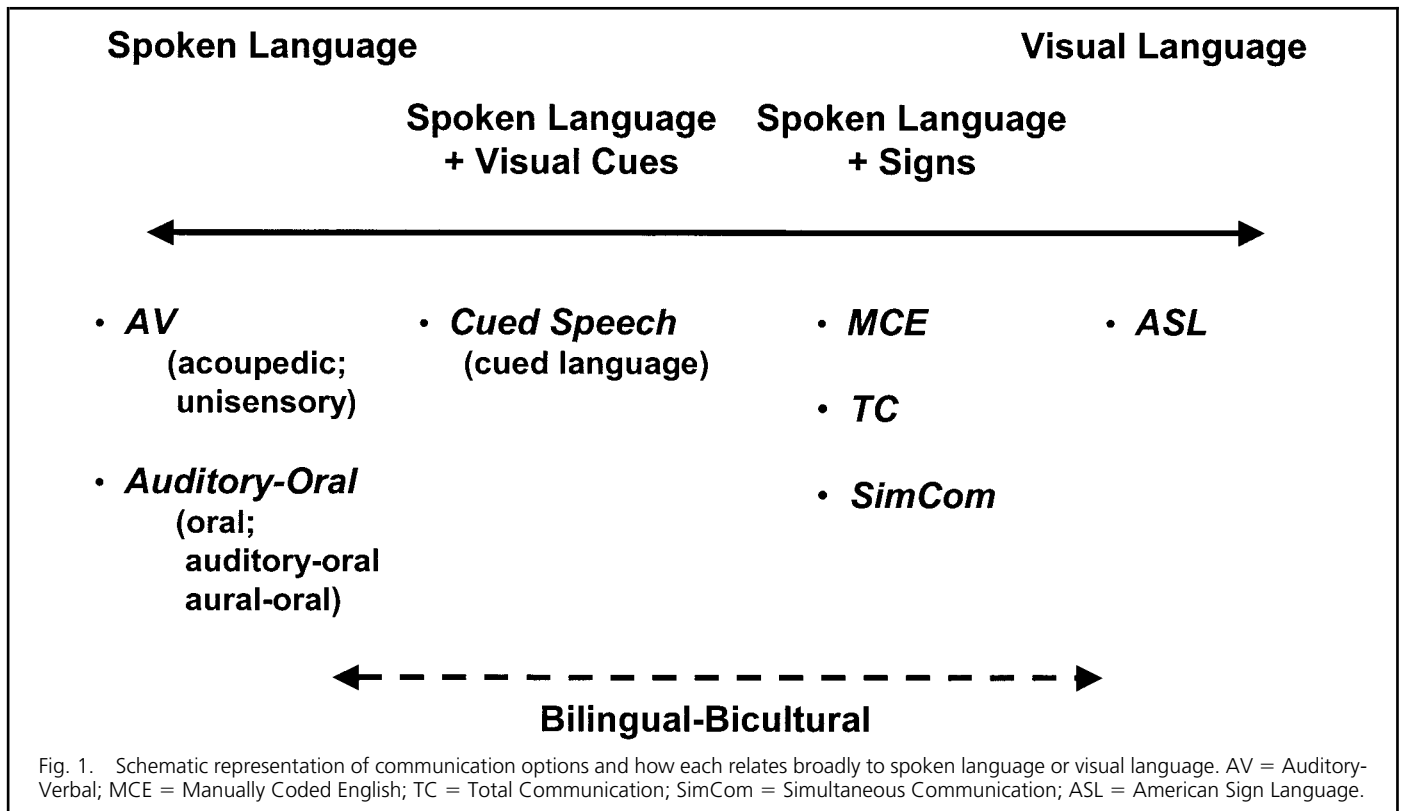 Spoken Language Visual Language
Spoken Language Spoken Language
+ Visual Cues + Signs
• AV • Cued Speech • MCE • ASL
(acoupedic; (cued language)
unisensory)
• TC
• Auditory-Oral • SimCom
(oral;
auditory-oral
aural-oral)
Bilingual-Bicultural
Fig. 1. Schematic representation of communication options and how each relates broadly to spoken language or visual language. AV = Auditory-
Verbal; MCE = Manually Coded English; TC = Total Communication; SimCom = Simultaneous Communication; ASL = American Sign Language.